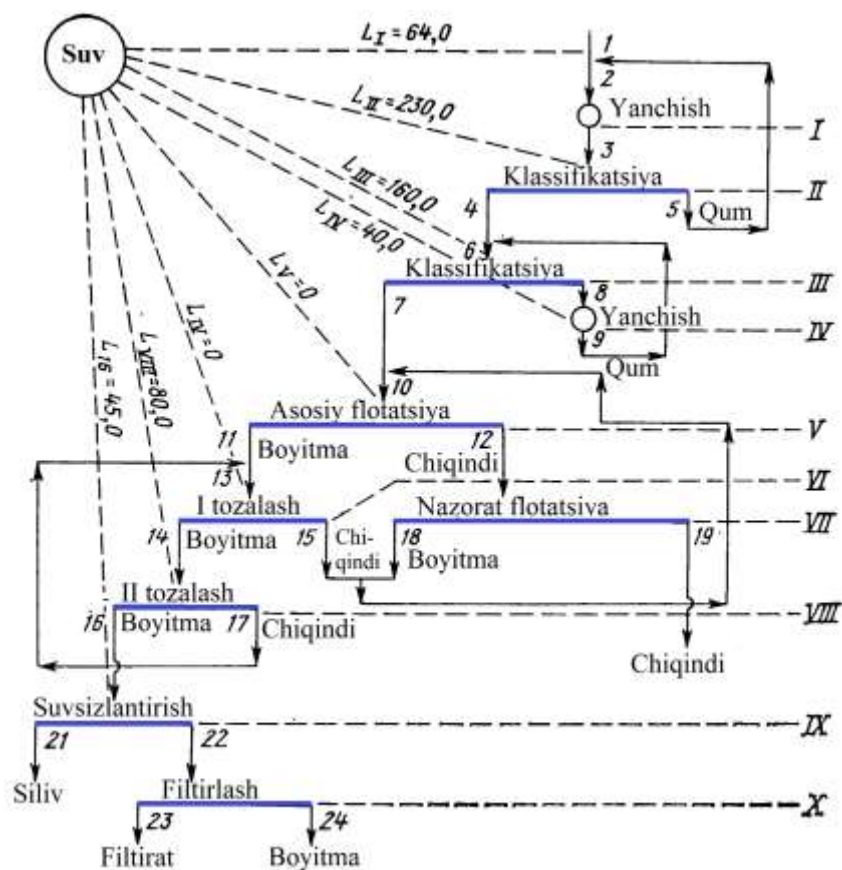 Suv
L_I = 64,0
1
2
Yanchish
I
L_II = 230,0
3
Klassifikatsiya
II
4
5
Qum
L_III = 160,0
L_IV = 40,0
6
Klassifikatsiya
III
7
8
Yanchish
9
IV
Qum
L_V = 0
10
Asosiy flotatsiya
V
11
Boyitma
12
Chiqindi
L_IV = 0
L_VIII = 80,0
L_16 = 45,0
13
VI
I tozalash
Nazorat flotatsiva
VII
14
Boyitma
15
Chi-
qindi
18
Boyitma
19
II tozalash
16
Boyitma
17
Chiqindi
VIII
Chiqindi
Suvsizlantirish
IX
21
22
Siliv
Filtirlash
X
23
24
Filtirat
Boyitma